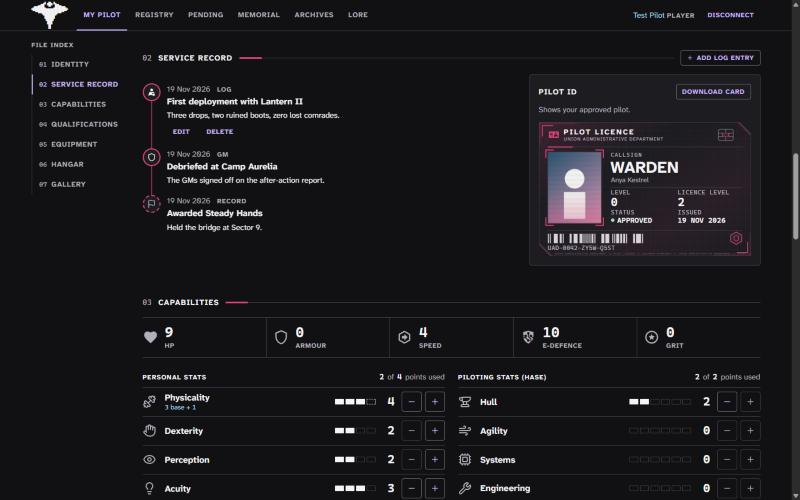 MY PILOT
REGISTRY
PENDING
MEMORIAL
ARCHIVES
LORE
Test Pilot PLAYER
DISCONNECT
FILE INDEX
01 IDENTITY
02 SERVICE RECORD
03 CAPABILITIES
04 QUALIFICATIONS
05 EQUIPMENT
06 HANGAR
07 GALLERY
02 SERVICE RECORD
+ ADD LOG ENTRY
19 Nov 2026 LOG
First deployment with Lantern II
Three drops, two ruined boots, zero lost comrades.
EDIT DELETE
19 Nov 2026 GM
Debriefed at Camp Aurelia
The GMs signed off on the after-action report.
19 Nov 2026 RECORD
Awarded Steady Hands
Held the bridge at Sector 9.
PILOT ID
DOWNLOAD CARD
Shows your approved pilot.
PILOT LICENCE
UNION ADMINISTRATIVE DEPARTMENT
CALLSIGN
WARDEN
Anya Kestrel
LEVEL
0
LICENCE LEVEL
2
STATUS
APPROVED
ISSUED
19 NOV 2026
03 CAPABILITIES
9
HP
0
ARMOUR
4
SPEED
10
E-DEFENCE
0
GRIT
PERSONAL STATS
2 of 4 points used
Physicality
3 base + 1
4 − +
Dexterity 2 − +
Perception 2 − +
Acuity 3 − +
PILOTING STATS (HASE)
2 of 2 points used
Hull 2 − +
Agility 0 − +
Systems 0 − +
Engineering 0 − +